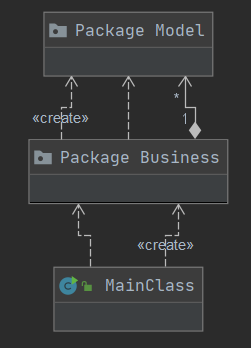 Package Model
«create»
*
1
Package Business
«create»
C
MainClass